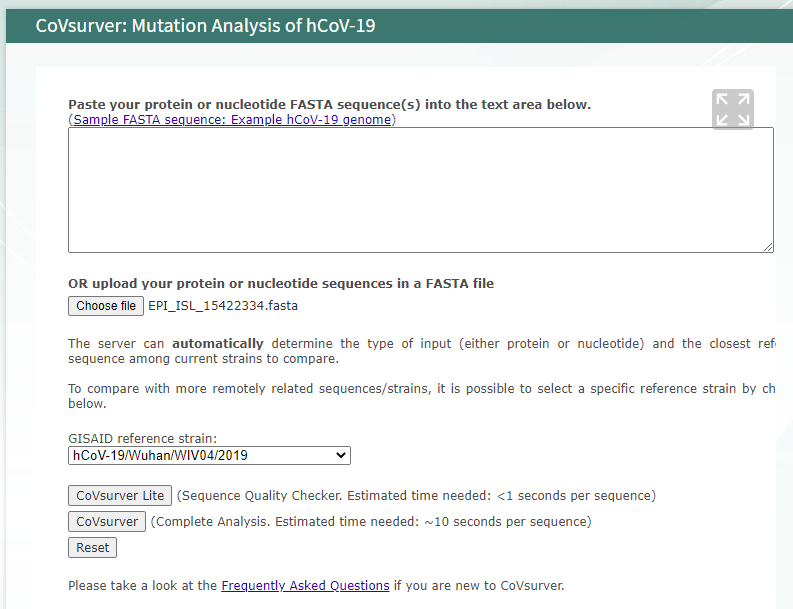 CoVsurver: Mutation Analysis of hCoV-19
Paste your protein or nucleotide FASTA sequence(s) into the text area below.
(Sample FASTA sequence: Example hCoV-19 genome)
OR upload your protein or nucleotide sequences in a FASTA file
Choose file EPI_ISL_15422334.fasta
The server can automatically determine the type of input (either protein or nucleotide) and the closest ref
sequence among current strains to compare.
To compare with more remotely related sequences/strains, it is possible to select a specific reference strain by ch
below.
GISAID reference strain:
hCoV-19/Wuhan/WIV04/2019
CoVsurver Lite (Sequence Quality Checker. Estimated time needed: <1 seconds per sequence)
CoVsurver (Complete Analysis. Estimated time needed: ~10 seconds per sequence)
Reset
Please take a look at the Frequently Asked Questions if you are new to CoVsurver.